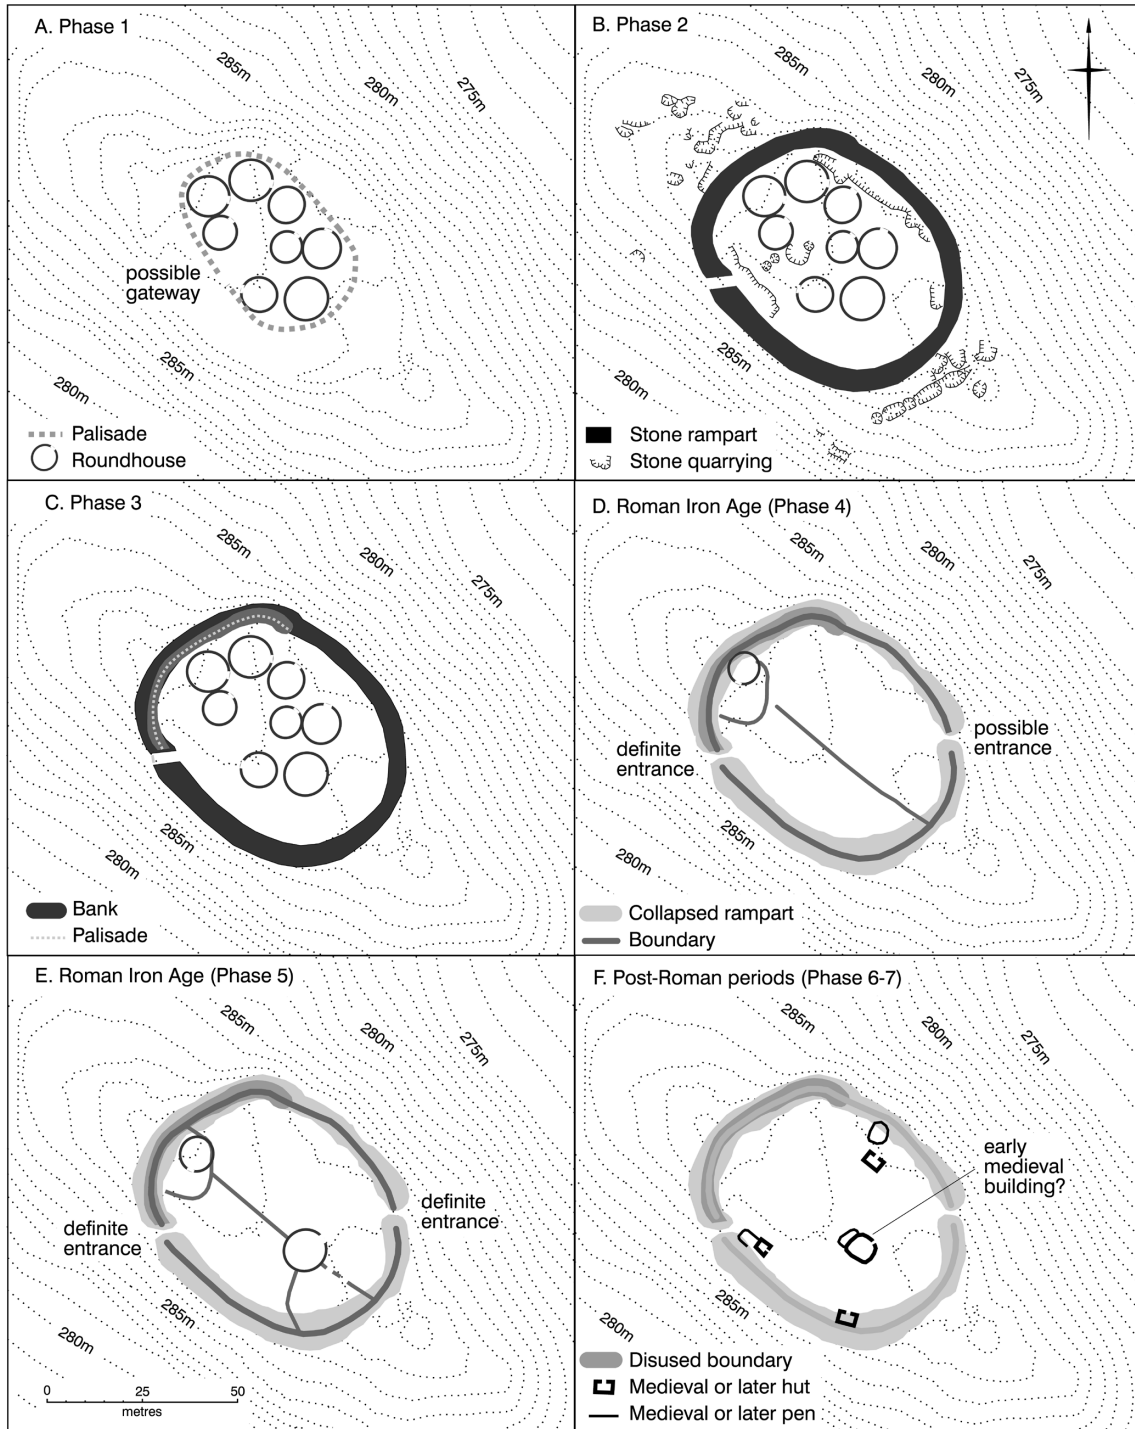 A. Phase 1
285m
280m
275m
possible
gateway
285m
280m
Palisade
Roundhouse
B. Phase 2
285m
280m
275m
285m
280m
Stone rampart
Stone quarrying
C. Phase 3
285m
280m
275m
285m
280m
Bank
Palisade
D. Roman Iron Age (Phase 4)
285m
280m
275m
definite
entrance
possible
entrance
285m
280m
Collapsed rampart
Boundary
E. Roman Iron Age (Phase 5)
285m
280m
275m
definite
entrance
definite
entrance
285m
280m
0 25 50
metres
F. Post-Roman periods (Phase 6-7)
285m
280m
275m
early
medieval
building?
285m
280m
Disused boundary
Medieval or later hut
Medieval or later pen